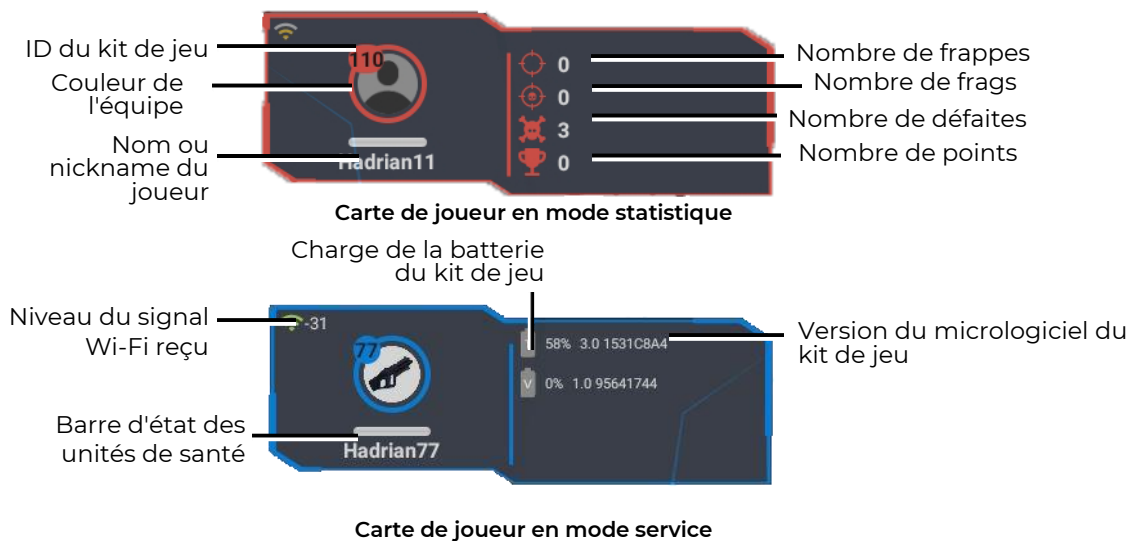 ID du kit de jeu
Couleur de
l'équipe
Nom ou
nickname du
joueur
110
Hadrian11
0
0
3
0
Nombre de frappes
Nombre de frags
Nombre de défaites
Nombre de points
Carte de joueur en mode statistique
Charge de la batterie
du kit de jeu
Niveau du signal
Wi-Fi reçu
Barre d'état des
unités de santé
-31
77
Hadrian77
58% 3.0 1531C8A4
V 0% 1.0 95641744
Version du micrologiciel du
kit de jeu
Carte de joueur en mode service